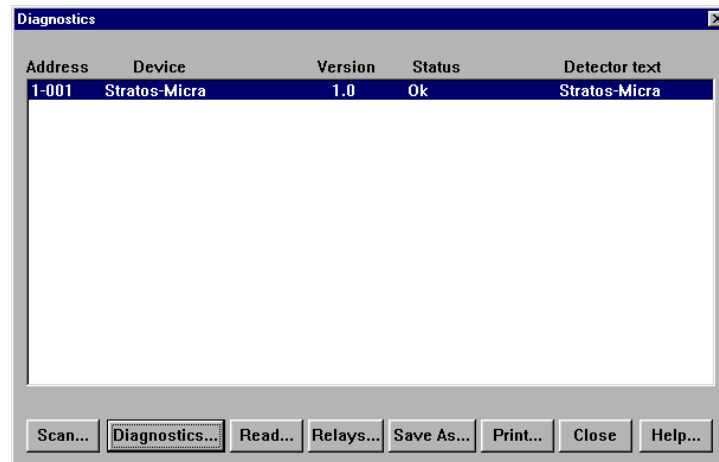 Diagnostics
Address Device Version Status Detector text
1-001 Stratos-Micra 1.0 Ok Stratos-Micra
Scan... Diagnostics... Read... Relays... Save As... Print... Close Help...